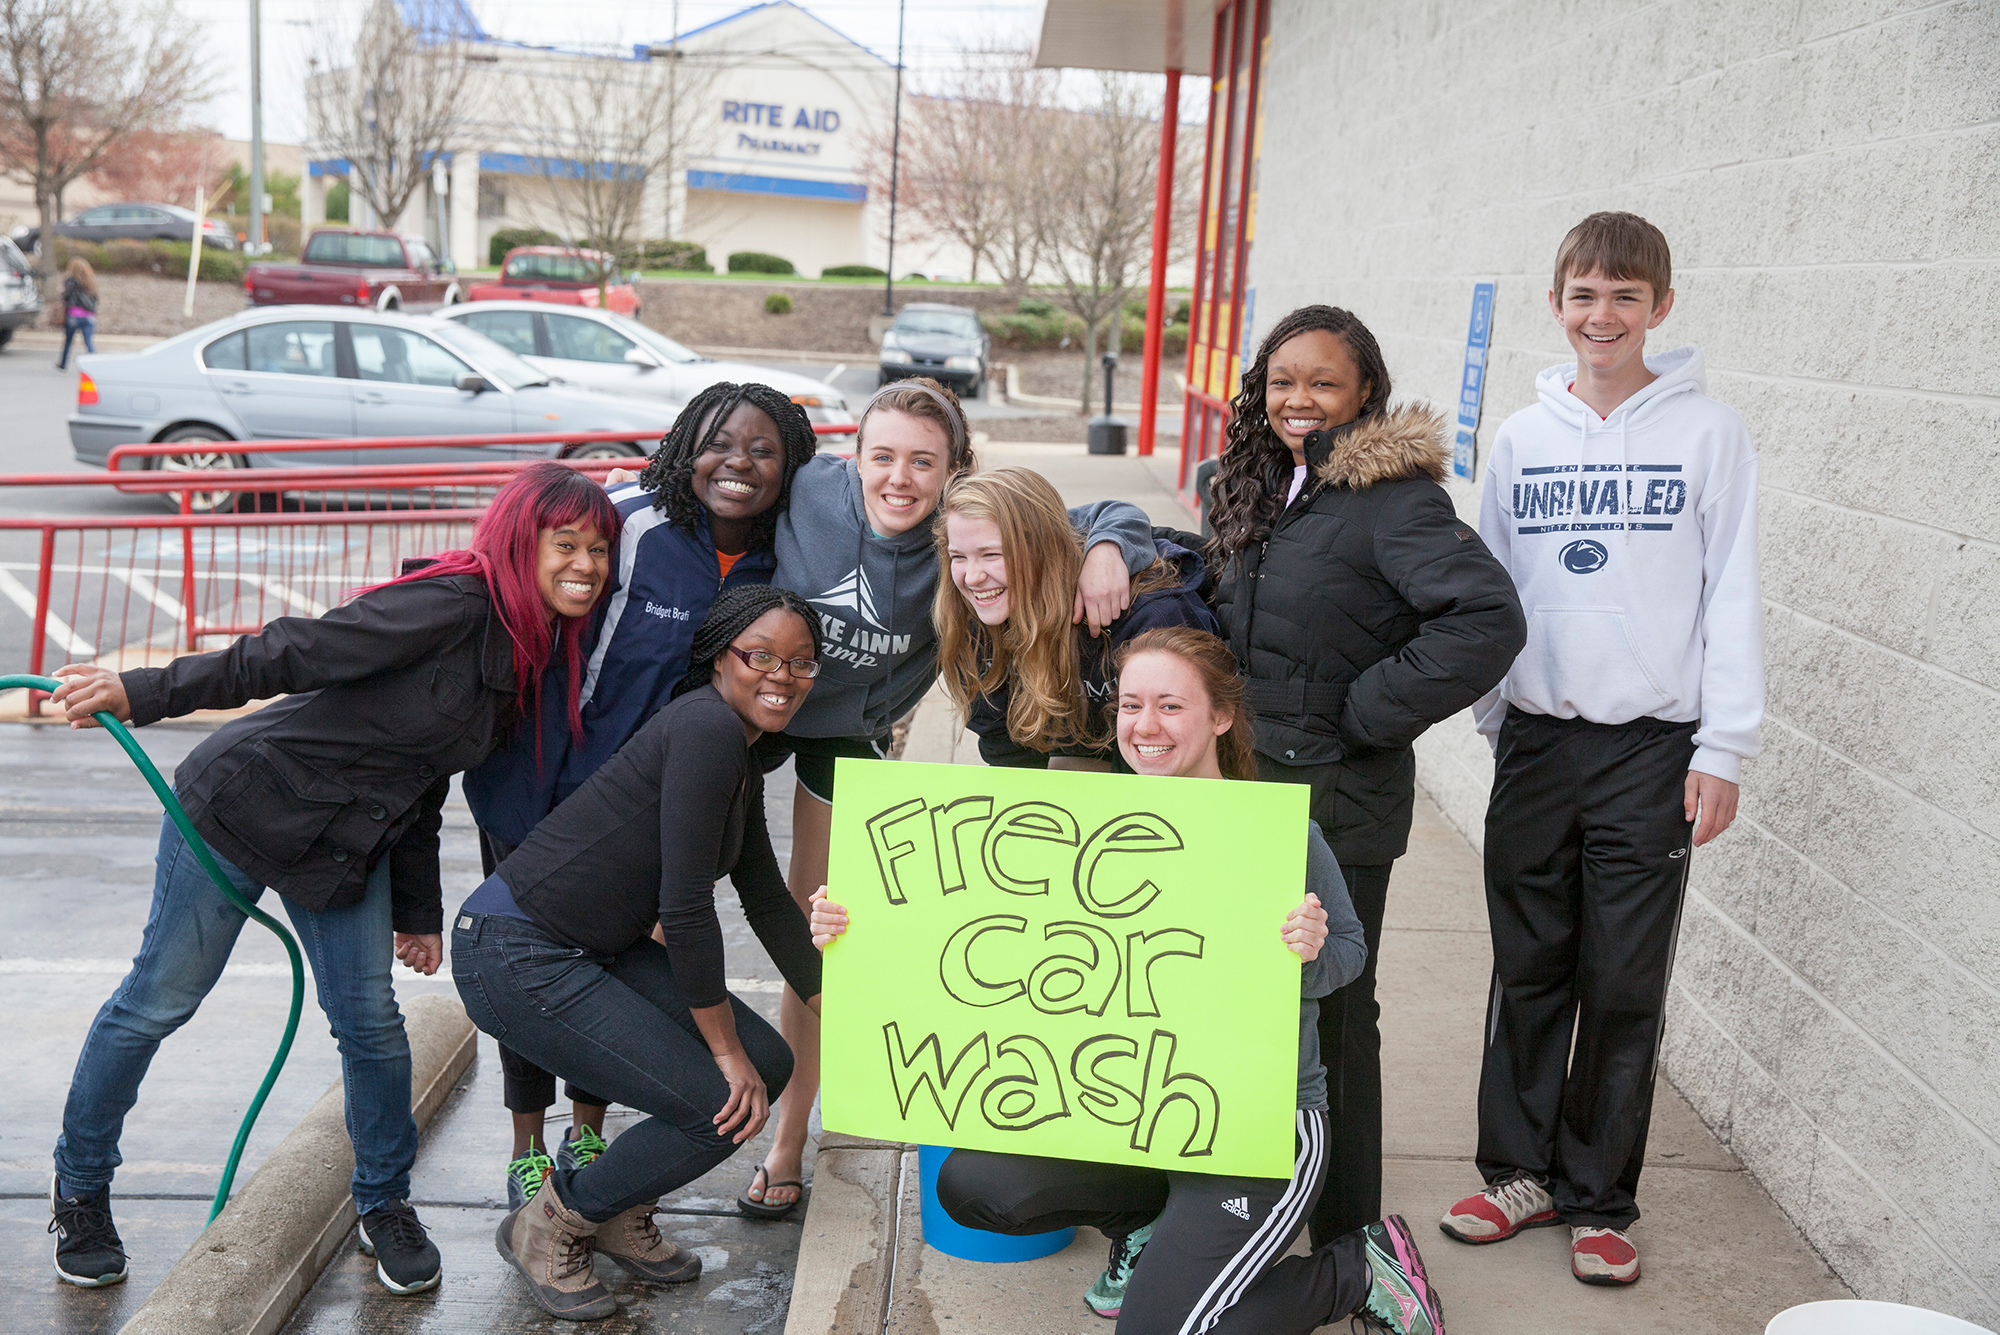 RITE AID
PHARMACY
PENN STATE
UNRIVALED
NITTANY LIONS
Bridget Brafi
Free
car
wash
adidas